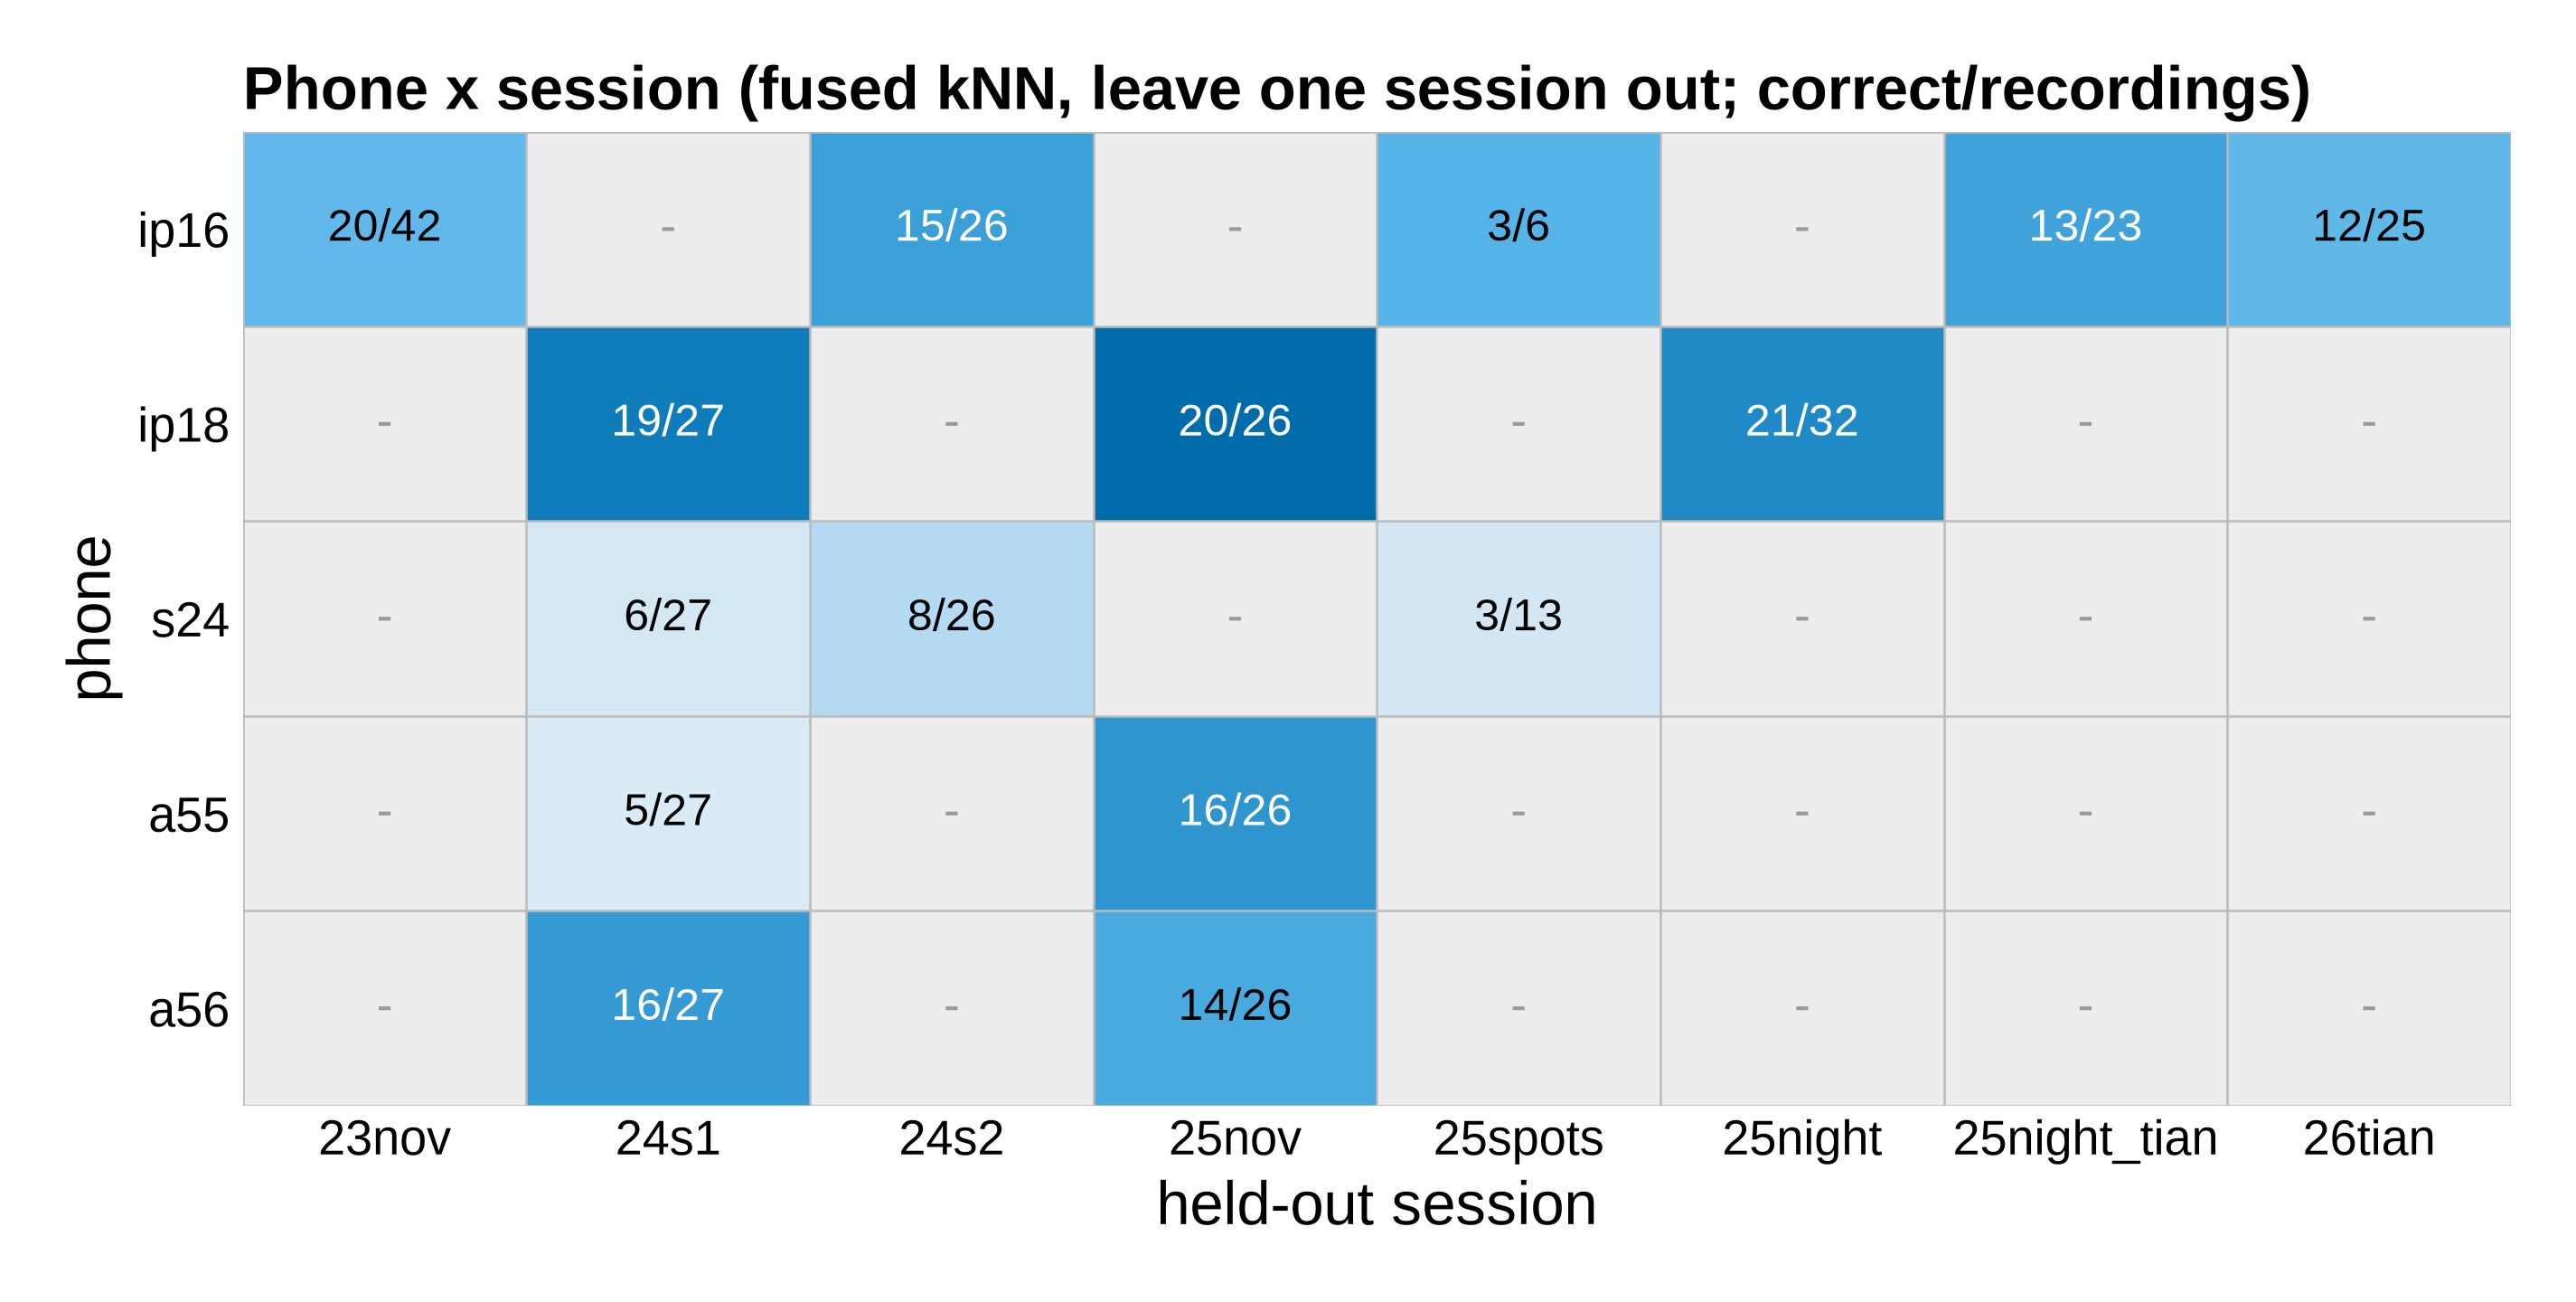 Phone x session (fused kNN, leave one session out; correct/recordings)
ip16 20/42 - 15/26 - 3/6 - 13/23 12/25
ip18 - 19/27 - 20/26 - 21/32 - -
s24 - 6/27 8/26 - 3/13 - - -
a55 - 5/27 - 16/26 - - - -
a56 - 16/27 - 14/26 - - - -
phone
23nov 24s1 24s2 25nov 25spots 25night 25night_tian 26tian
held-out session